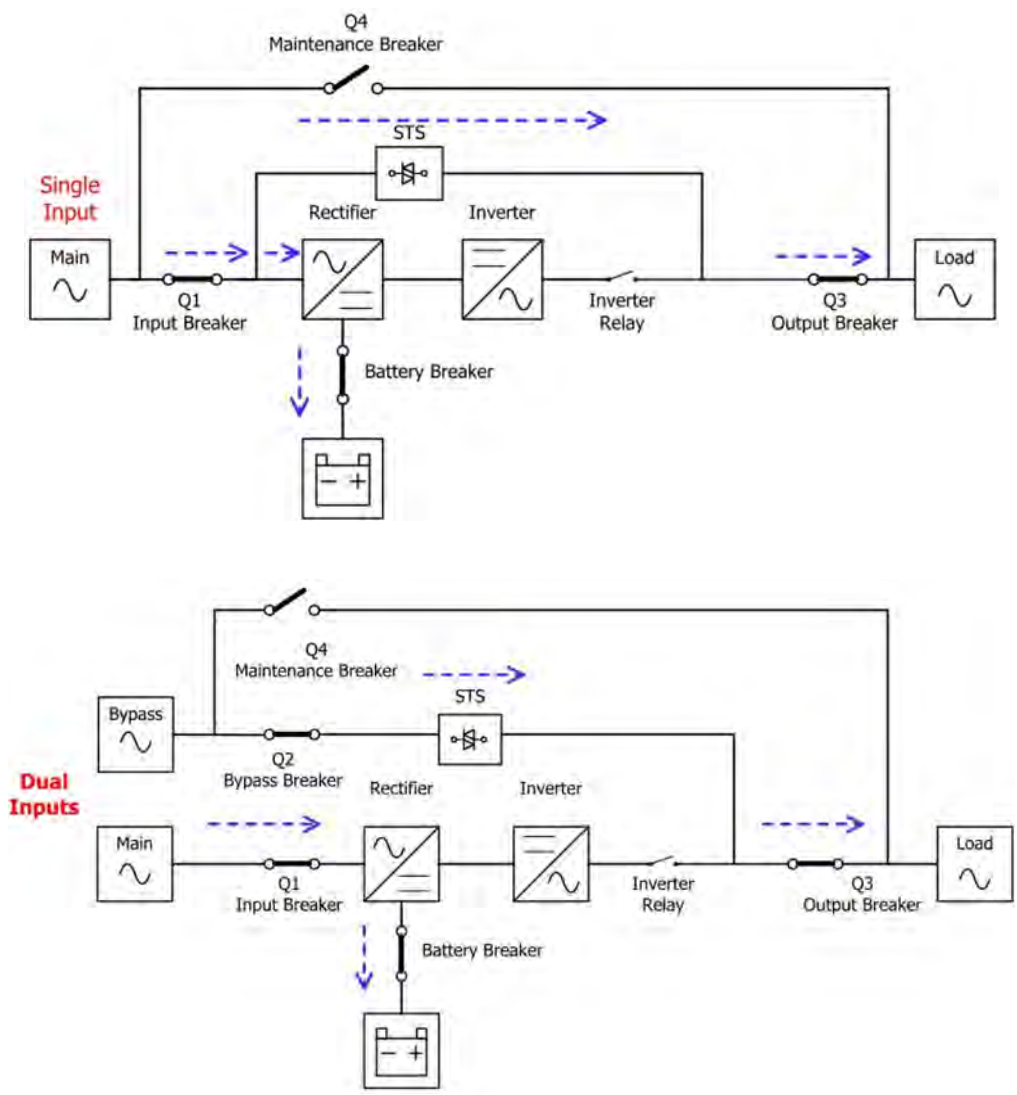 Q4
Maintenance Breaker
STS
Single
Input
Rectifier
Inverter
Main
Load
Q1
Input Breaker
Inverter
Relay
Q3
Output Breaker
Battery Breaker
- +
Q4
Maintenance Breaker
STS
Bypass
Q2
Bypass Breaker
Dual
Inputs
Rectifier
Inverter
Main
Load
Q1
Input Breaker
Inverter
Relay
Q3
Output Breaker
Battery Breaker
- +